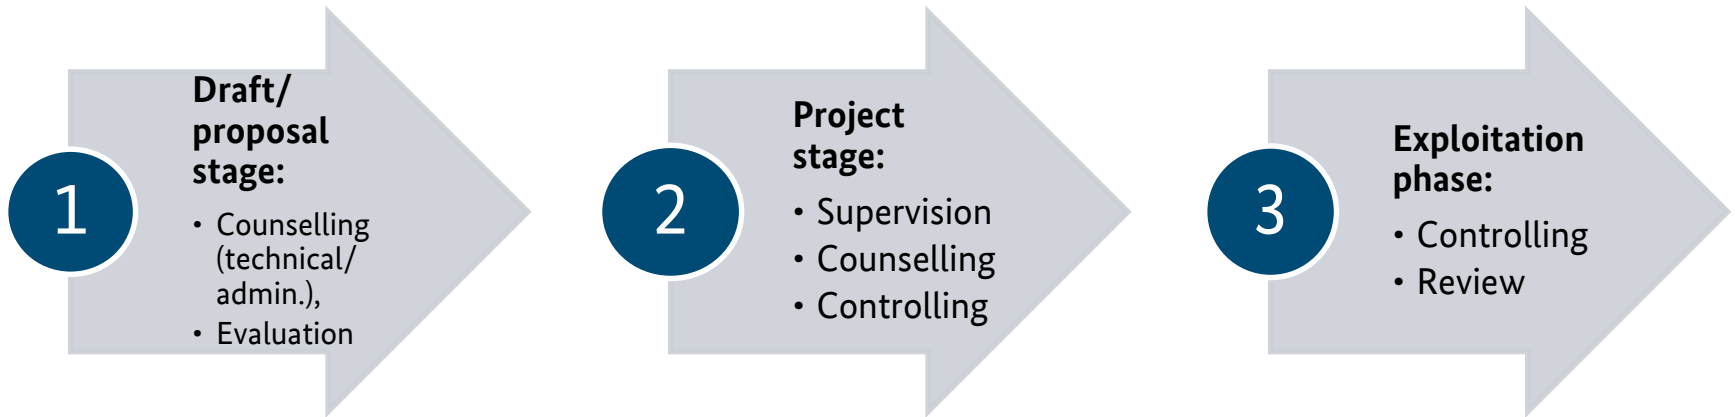 1
Draft/
proposal
stage:
• Counselling
(technical/
admin.),
• Evaluation
2
Project
stage:
• Supervision
• Counselling
• Controlling
3
Exploitation
phase:
• Controlling
• Review